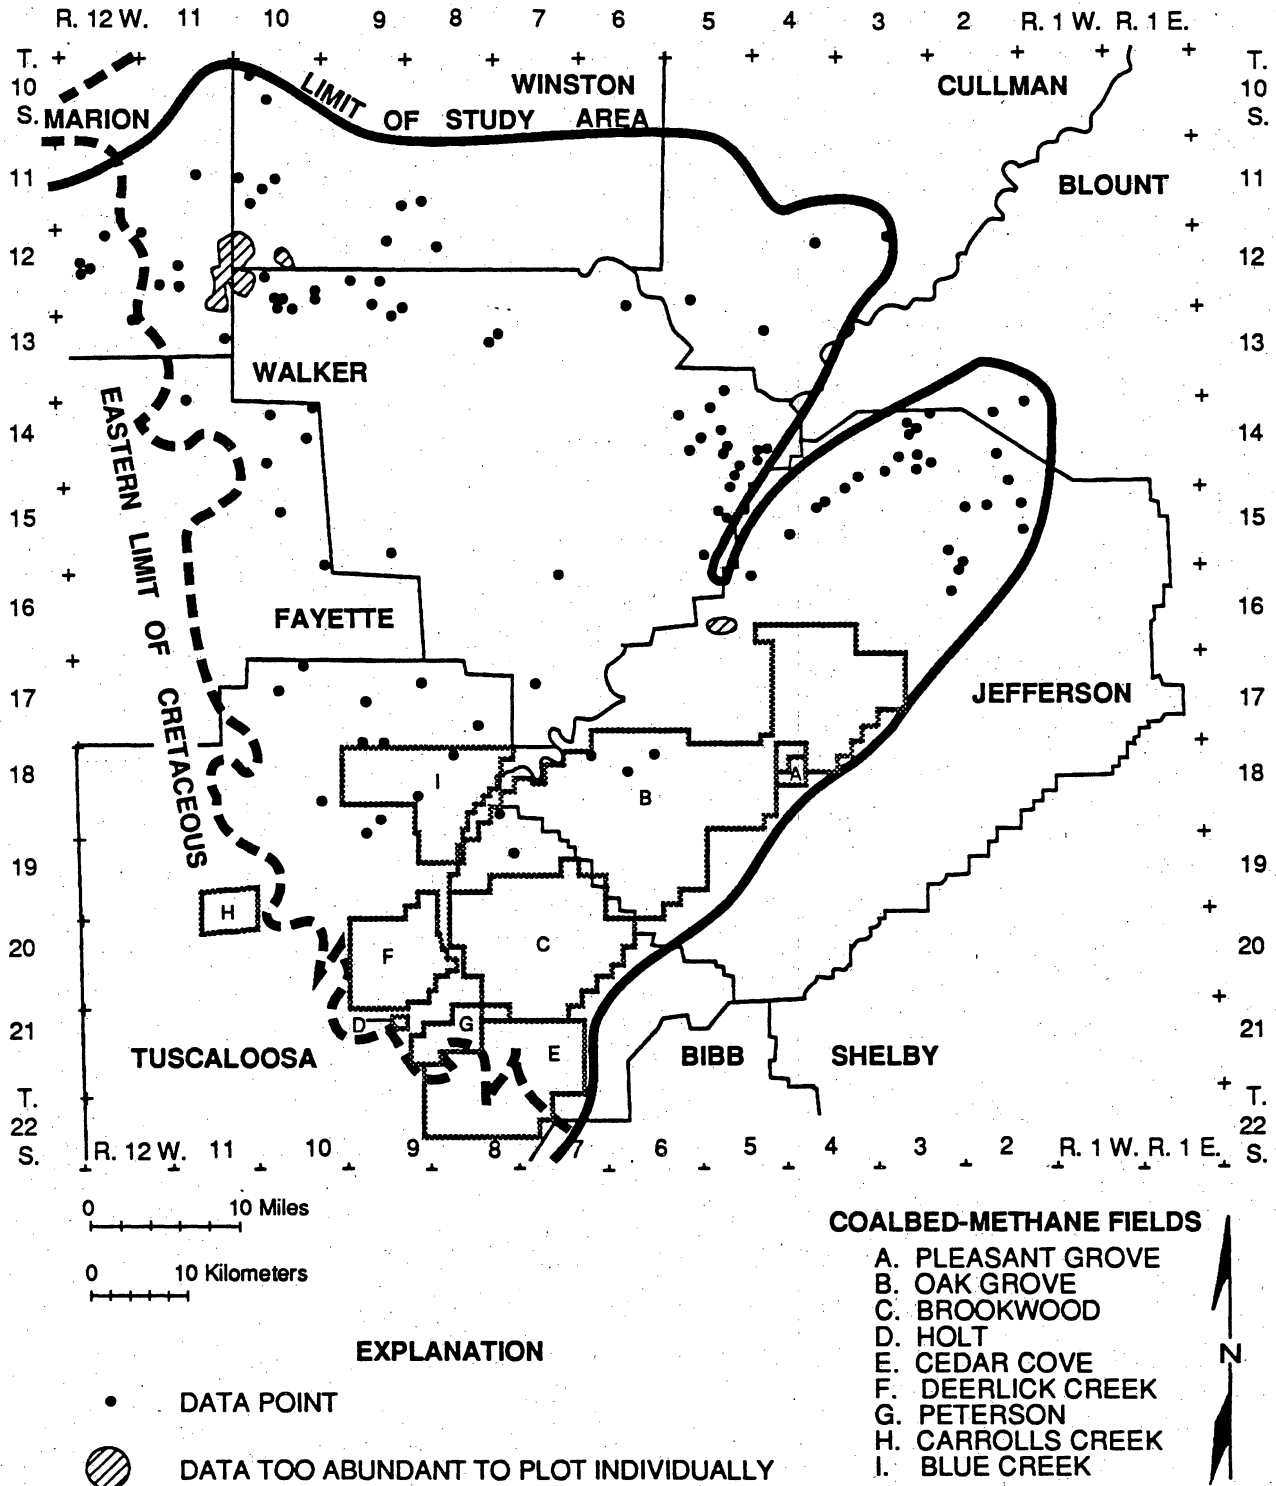 R. 12 W. 11 10 9 8 7 6 5 4 3 2 R. 1 W. R. 1 E.
T. T.
10 10
S. S.
WINSTON CULLMAN
MARION LIMIT OF STUDY AREA
11 BLOUNT 11
12 12
13 13
WALKER
14 14
15 15
EASTERN LIMIT OF CRETACEOUS
16 16
FAYETTE
17 JEFFERSON 17
18 I B A 18
19 19
H
20 F C 20
21 D G E 21
TUSCALOOSA BIBB SHELBY
T. T.
22 22
S. S.
R. 12 W. 11 10 9 8 7 6 5 4 3 2 R. 1 W. R. 1 E.
0 10 Miles
0 10 Kilometers
EXPLANATION
DATA POINT
DATA TOO ABUNDANT TO PLOT INDIVIDUALLY
COALBED-METHANE FIELDS
A. PLEASANT GROVE
B. OAK GROVE
C. BROOKWOOD
D. HOLT
E. CEDAR COVE
F. DEERLICK CREEK
G. PETERSON
H. CARROLLS CREEK
I. BLUE CREEK
N